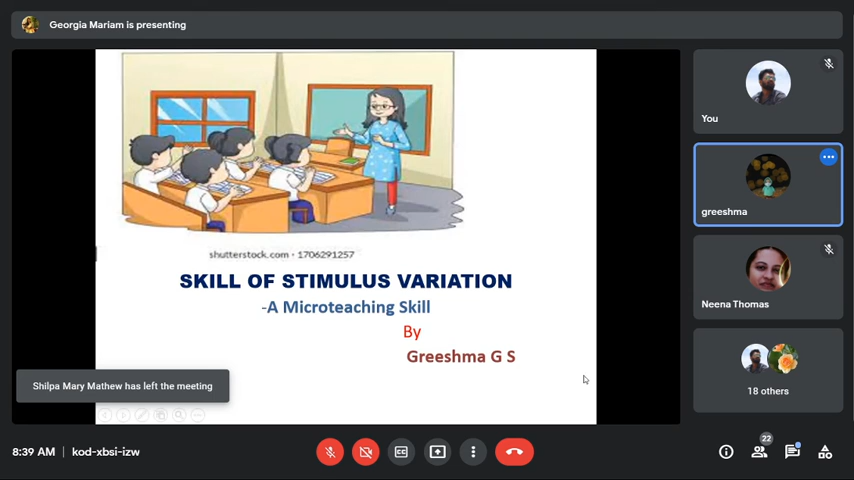 Georgia Mariam is presenting
shutterstock.com · 1706291257
SKILL OF STIMULUS VARIATION
-A Microteaching Skill
By
Greeshma G S
Shilpa Mary Mathew has left the meeting
You
greeshma
Neena Thomas
18 others
8:39 AM | kod-xbsi-izw
CC
22